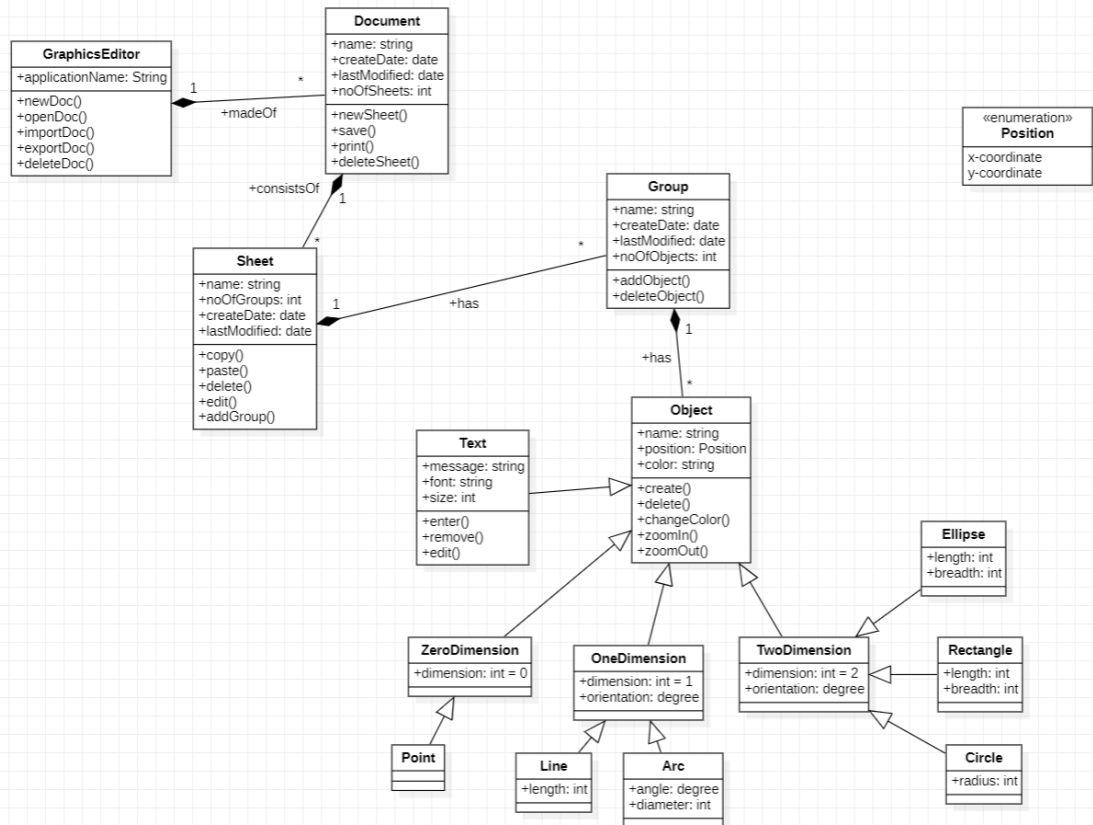 Document
+name: string
+createDate: date
+lastModified: date
+noOfSheets: int
+newSheet()
+save()
+print()
+deleteSheet()
GraphicsEditor
+applicationName: String
+newDoc()
+openDoc()
+importDoc()
+exportDoc()
+deleteDoc()
1
*
+madeOf
«enumeration»
Position
x-coordinate
y-coordinate
+consistsOf
1
*
Group
+name: string
+createDate: date
+lastModified: date
+noOfObjects: int
+addObject()
+deleteObject()
Sheet
+name: string
+noOfGroups: int
+createDate: date
+lastModified: date
+copy()
+paste()
+delete()
+edit()
+addGroup()
1
*
+has
1
+has
*
Object
+name: string
+position: Position
+color: string
+create()
+delete()
+changeColor()
+zoomIn()
+zoomOut()
Text
+message: string
+font: string
+size: int
+enter()
+remove()
+edit()
Ellipse
+length: int
+breadth: int
ZeroDimension
+dimension: int = 0
OneDimension
+dimension: int = 1
+orientation: degree
TwoDimension
+dimension: int = 2
+orientation: degree
Rectangle
+length: int
+breadth: int
Point
Line
+length: int
Arc
+angle: degree
+diameter: int
Circle
+radius: int